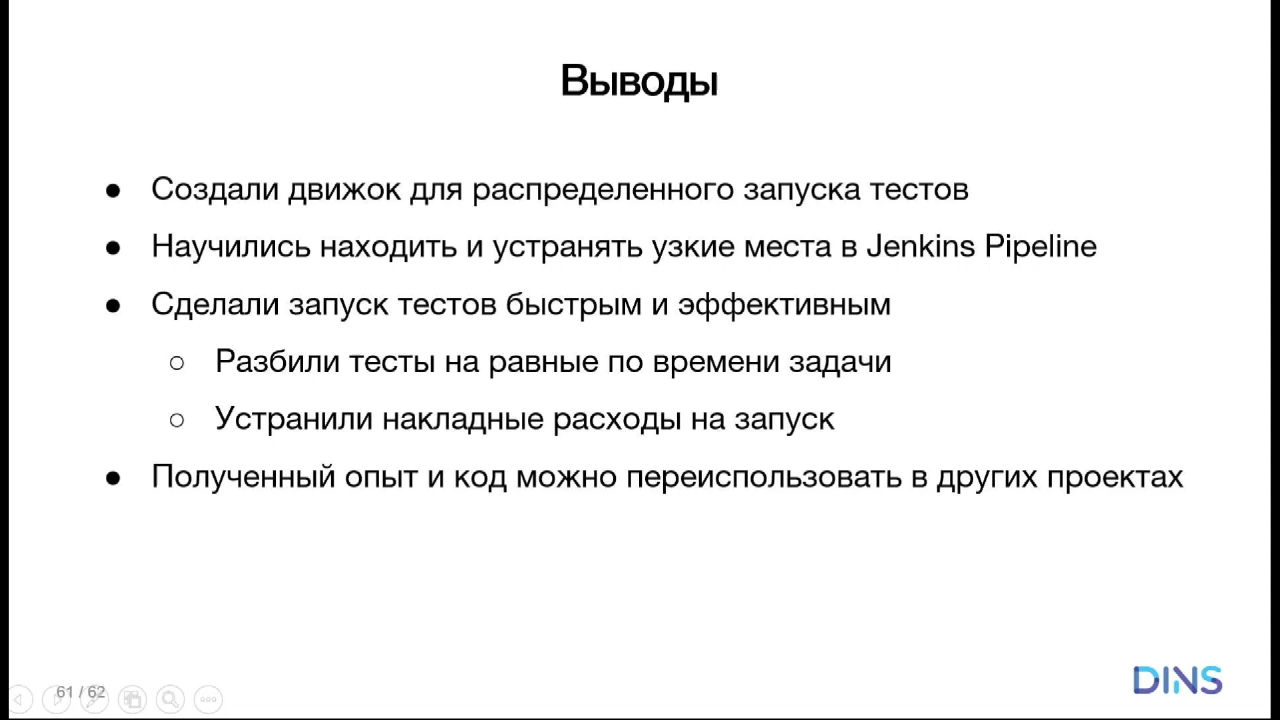 Выводы
● Создали движок для распределенного запуска тестов
● Научились находить и устранять узкие места в Jenkins Pipeline
● Сделали запуск тестов быстрым и эффективным
○ Разбили тесты на равные по времени задачи
○ Устранили накладные расходы на запуск
● Полученный опыт и код можно переиспользовать в других проектах
61 / 62
DINS